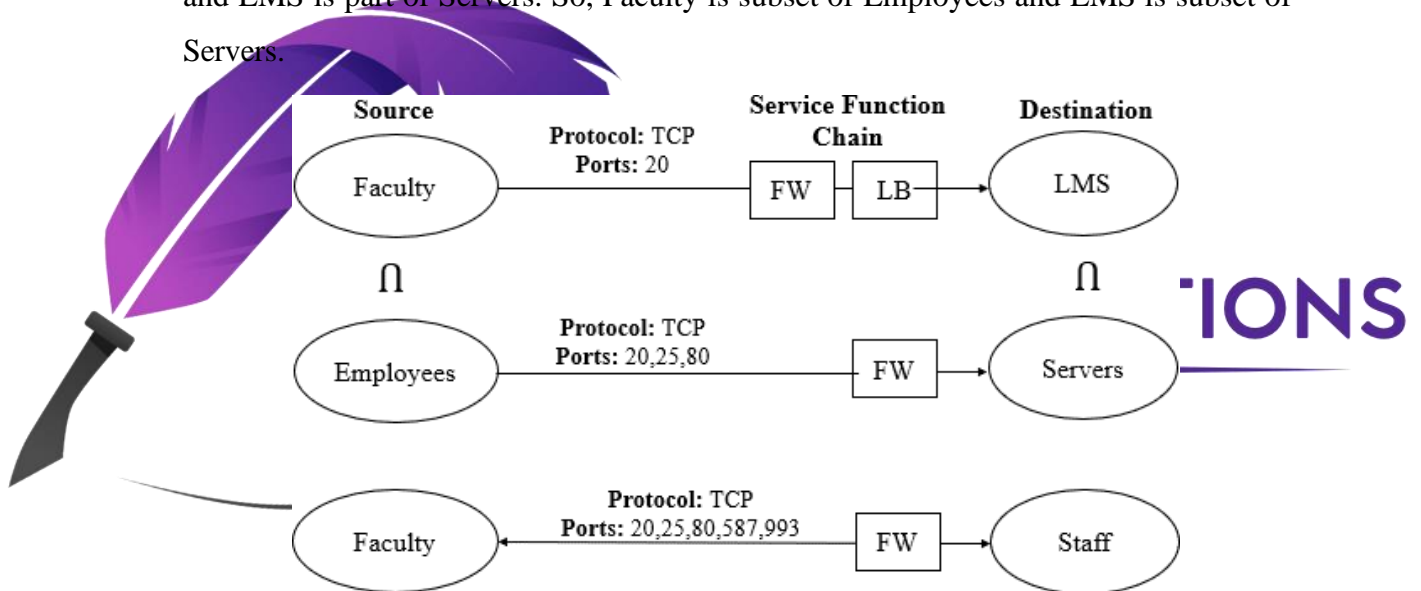 and LMS is part of Servers. So, Faculty is subset of Employees and LMS is subset of
Servers.
Source
Service Function
Chain
Destination
Protocol: TCP
Ports: 20
Faculty
FW
LB
LMS
∩
∩
TIONS
Protocol: TCP
Ports: 20,25,80
Employees
FW
Servers
Protocol: TCP
Ports: 20,25,80,587,993
Faculty
FW
Staff